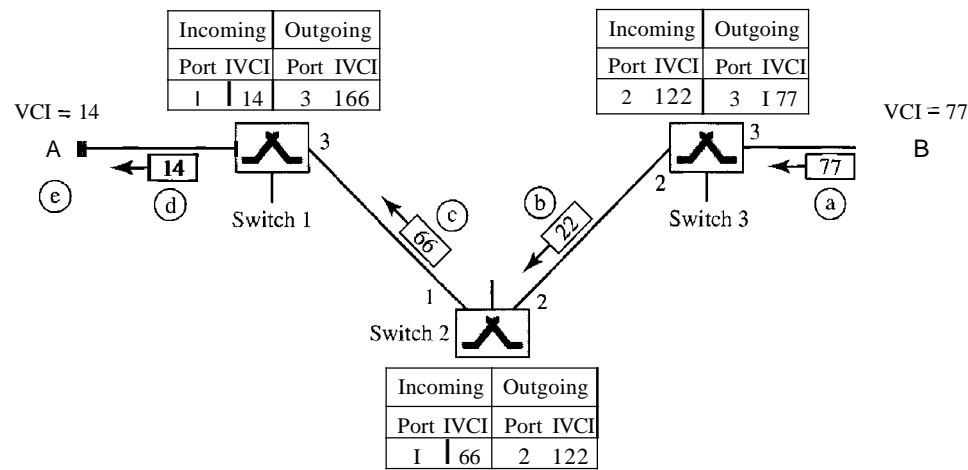 Incoming Outgoing
Port IVCI Port IVCI
I 14 3 166
Incoming Outgoing
Port IVCI Port IVCI
2 122 3 I 77
VCI = 14
VCI = 77
A
3
3
B
14
2
77
e
d
Switch 1
c
66
b
22
Switch 3
a
1
2
Switch 2
Incoming Outgoing
Port IVCI Port IVCI
I 66 2 122